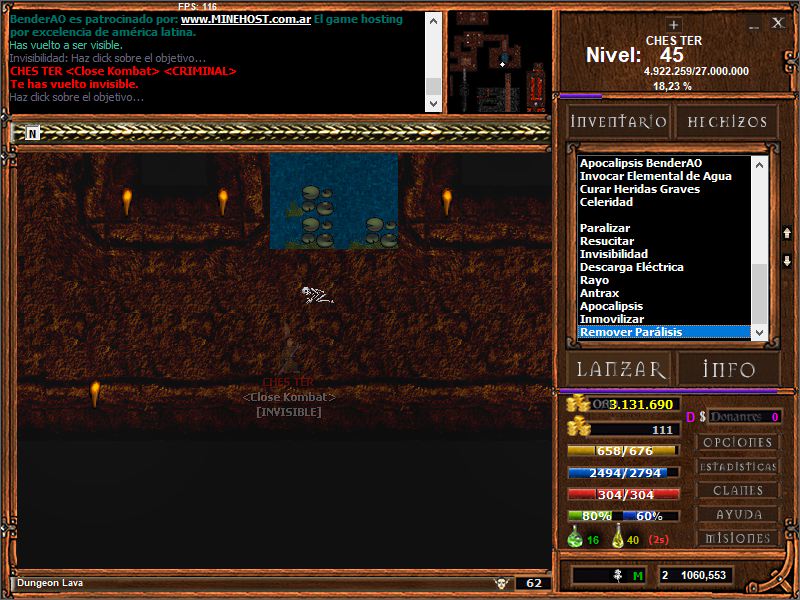 FPS: 116
BenderAO es patrocinado por: www.MINEHOST.com.ar El game hosting
por excelencia de américa latina.
Has vuelto a ser visible.
Invisibilidad: Haz click sobre el objetivo...
CHES TER <Close Kombat> <CRIMINAL>
Te has vuelto invisible.
Haz click sobre el objetivo...
N
CHES TER
Nivel: 45
4.922.259/27.000.000
18,23 %
INVENTARIO HECHIZOS
Apocalipsis BenderAO
Invocar Elemental de Agua
Curar Heridas Graves
Celeridad
Paralizar
Resucitar
Invisibilidad
Descarga Eléctrica
Rayo
Antrax
Apocalipsis
Inmovilizar
Remover Parálisis
LANZAR INFO
CHES TER
<Close Kombat>
[INVISIBLE]
3.131.690
D $ Donantes 0
111
OPCIONES
658/676
ESTADISTICAS
2494/2794
CLANES
304/304
AYUDA
80% 60%
16 40 (2s)
MISIONES
M 2 1060,553
Dungeon Lava
62